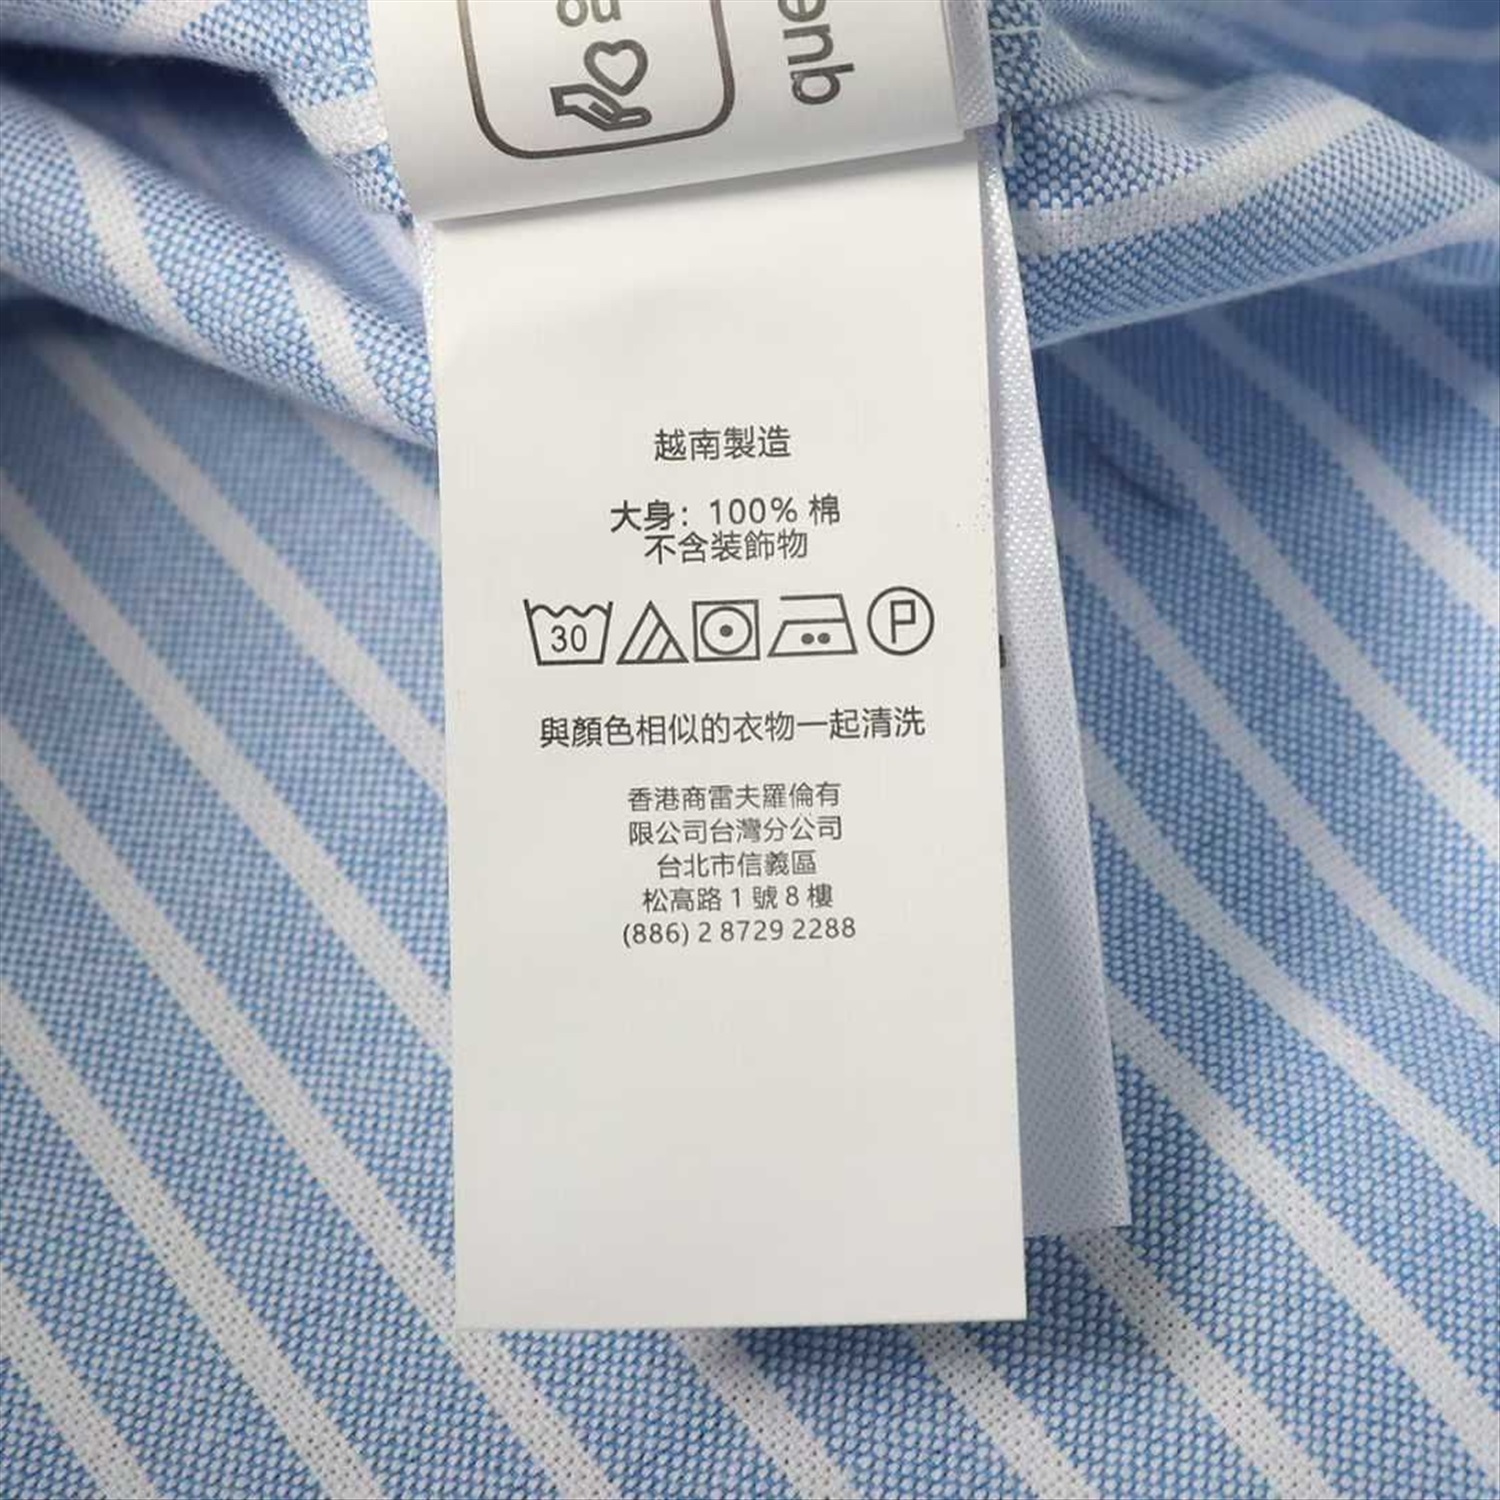 ou
enb
越南製造
大身: 100% 棉
不含裝飾物
30
P
與顏色相似的衣物一起清洗
香港商雷夫羅倫有
限公司台灣分公司
台北市信義區
松高路 1 號 8 樓
(886) 2 8729 2288